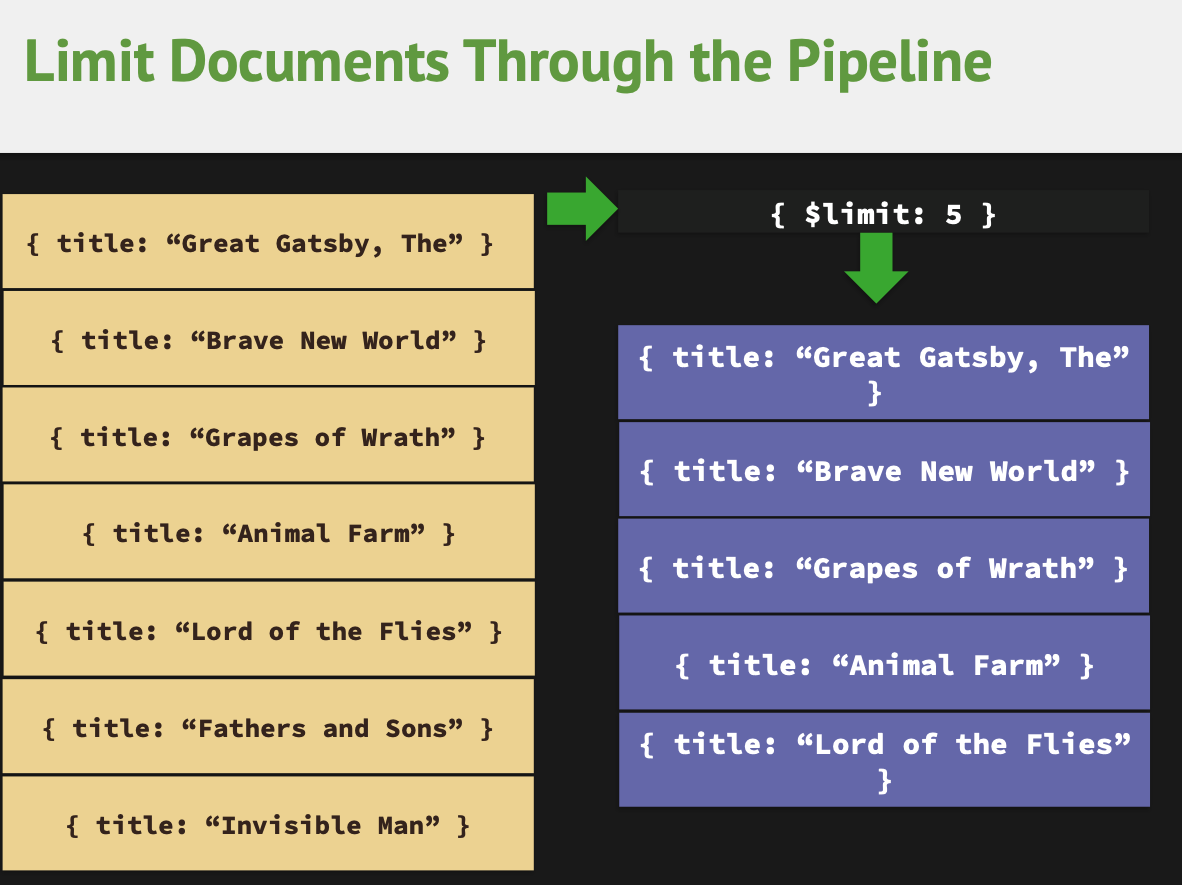 Limit Documents Through the Pipeline
{ title: “Great Gatsby, The” }
{ title: “Brave New World” }
{ title: “Grapes of Wrath” }
{ title: “Animal Farm” }
{ title: “Lord of the Flies” }
{ title: “Fathers and Sons” }
{ title: “Invisible Man” }
{ $limit: 5 }
{ title: “Great Gatsby, The”
}
{ title: “Brave New World” }
{ title: “Grapes of Wrath” }
{ title: “Animal Farm” }
{ title: “Lord of the Flies”
}